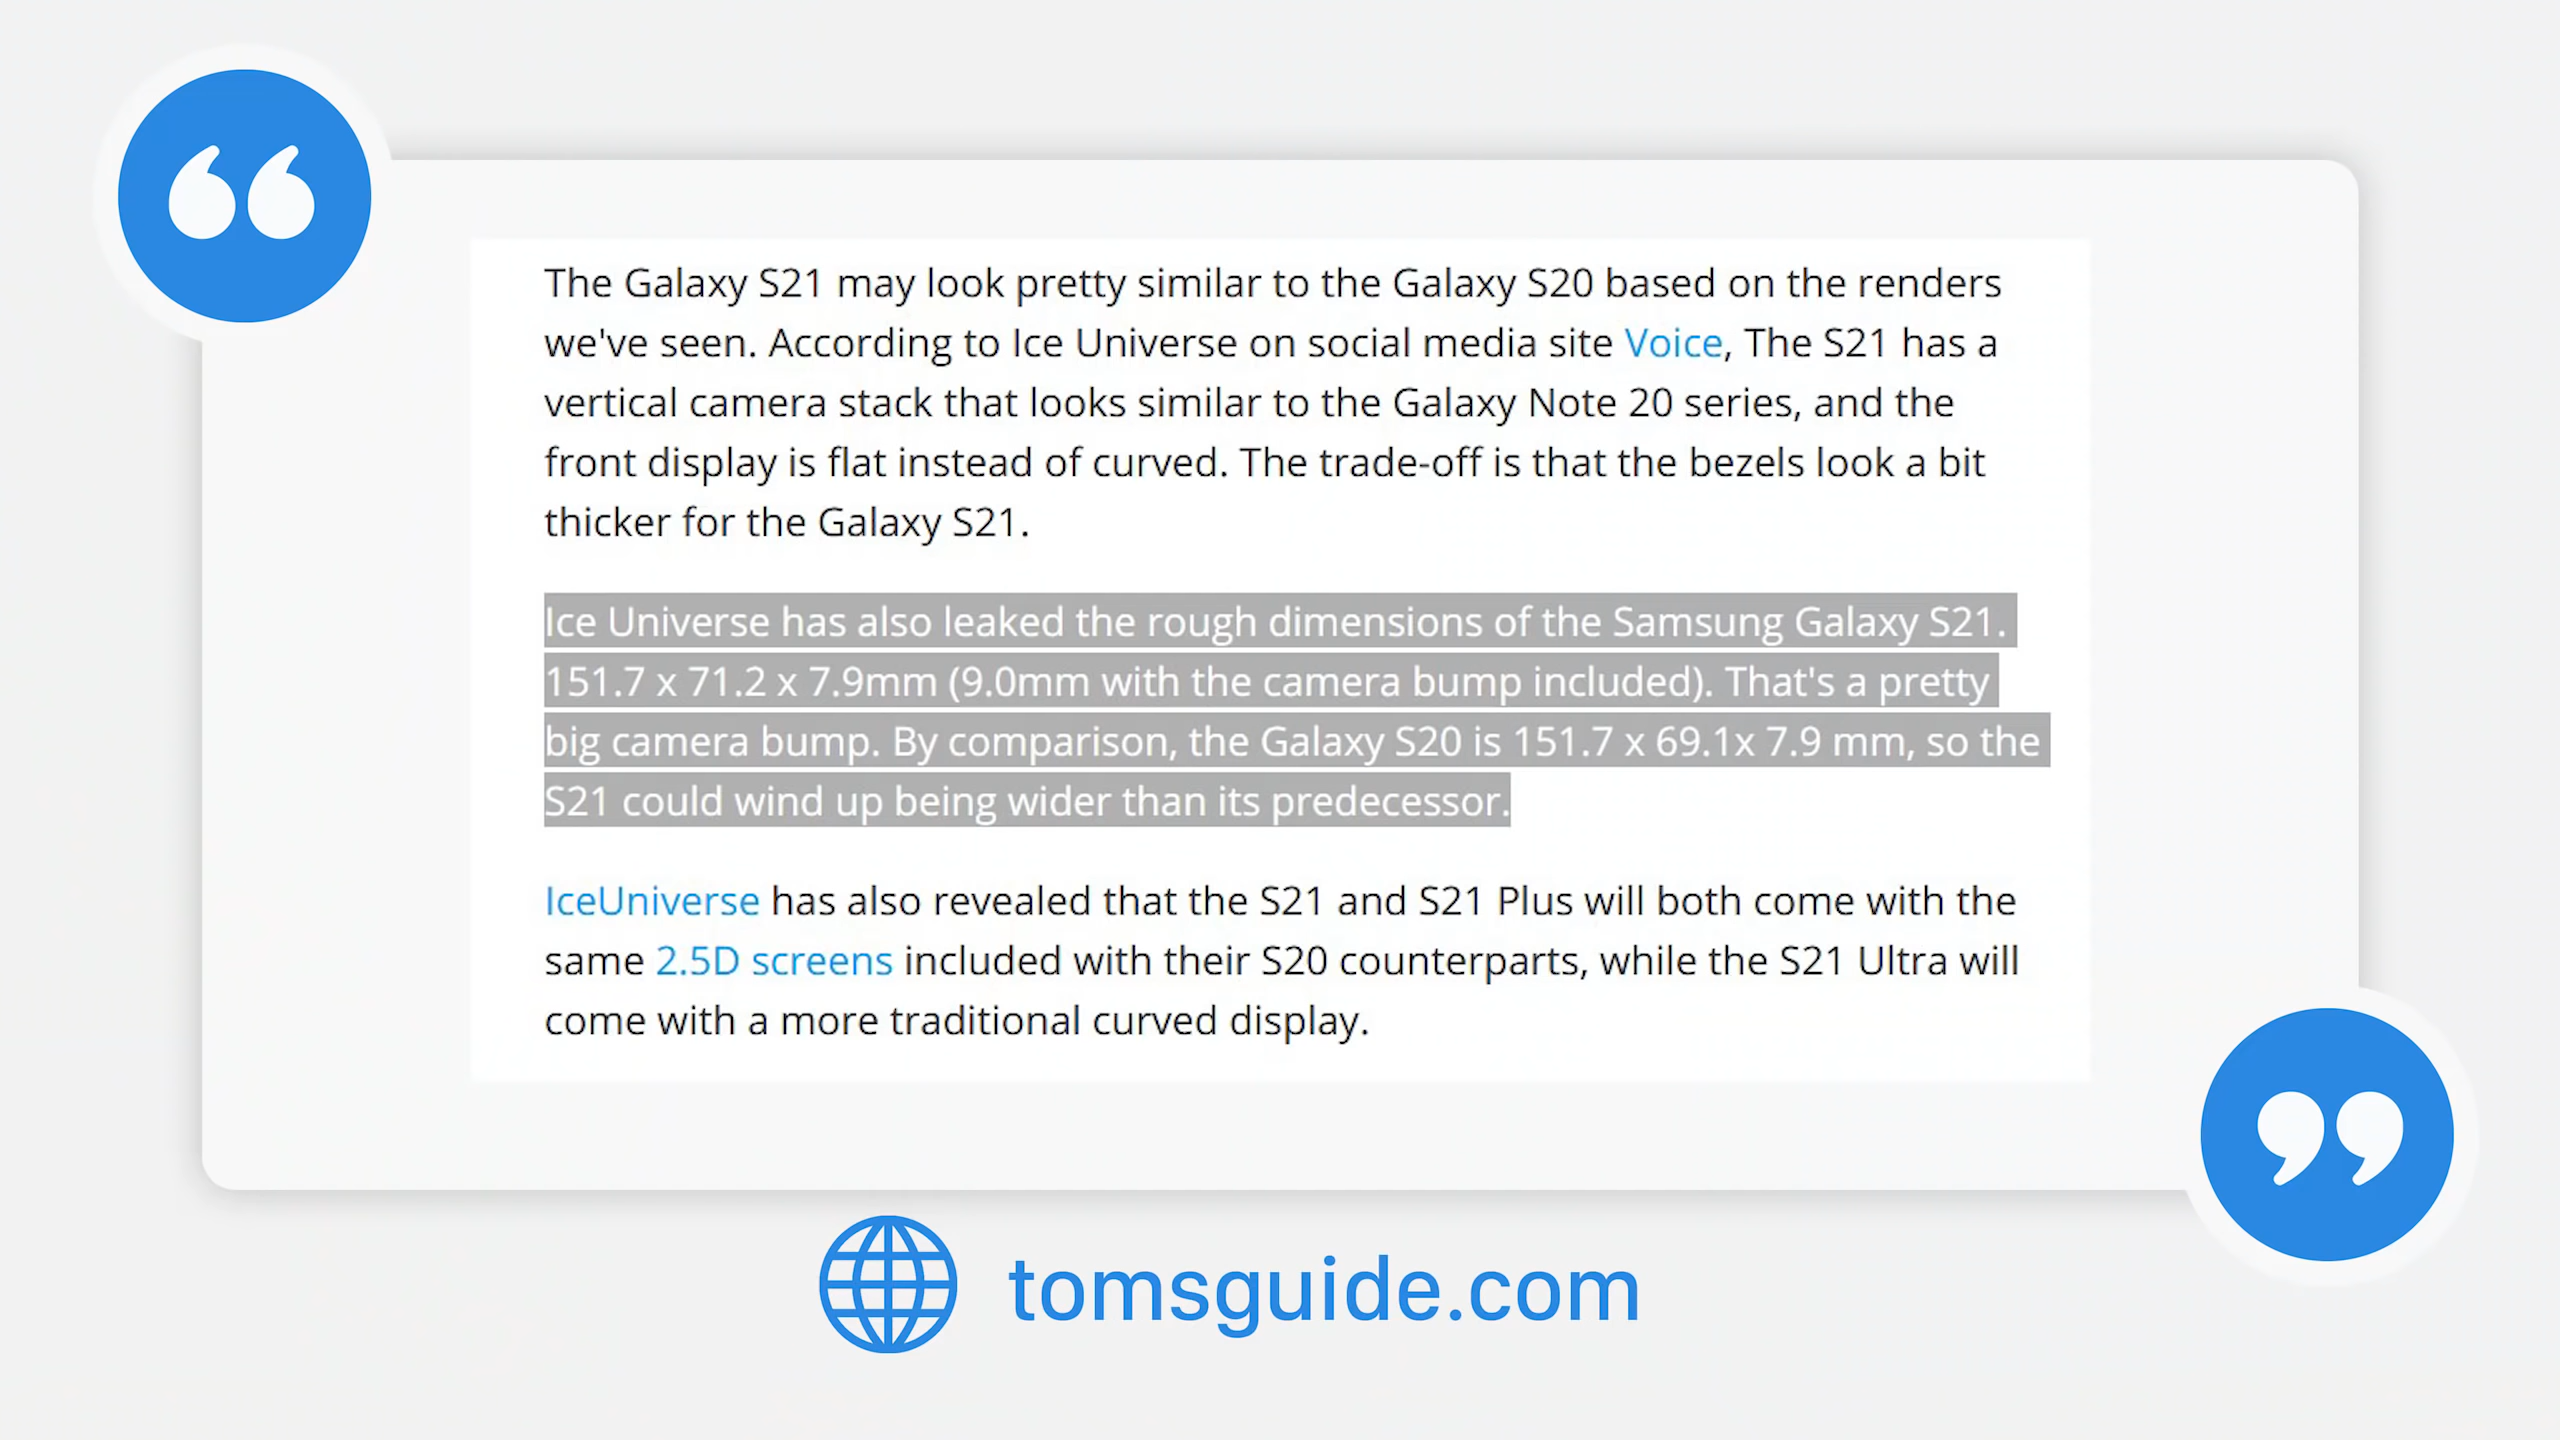 The Galaxy S21 may look pretty similar to the Galaxy S20 based on the renders
we've seen. According to Ice Universe on social media site Voice, The S21 has a
vertical camera stack that looks similar to the Galaxy Note 20 series, and the
front display is flat instead of curved. The trade-off is that the bezels look a bit
thicker for the Galaxy S21.
Ice Universe has also leaked the rough dimensions of the Samsung Galaxy S21.
151.7 x 71.2 x 7.9mm (9.0mm with the camera bump included). That's a pretty
big camera bump. By comparison, the Galaxy S20 is 151.7 x 69.1x 7.9 mm, so the
S21 could wind up being wider than its predecessor.
IceUniverse has also revealed that the S21 and S21 Plus will both come with the
same 2.5D screens included with their S20 counterparts, while the S21 Ultra will
come with a more traditional curved display.
tomsguide.com